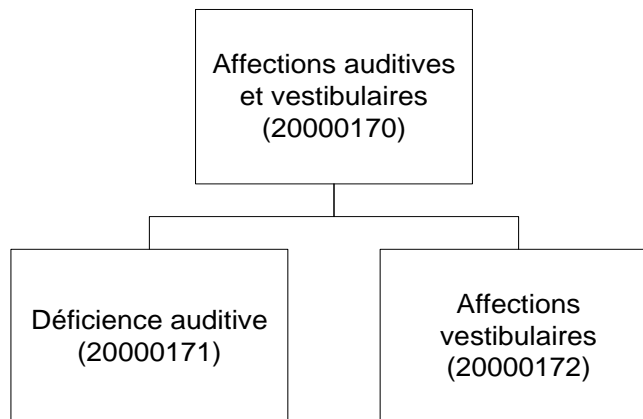 Affections auditives
et vestibulaires
(20000170)
Déficience auditive
(20000171)
Affections
vestibulaires
(20000172)